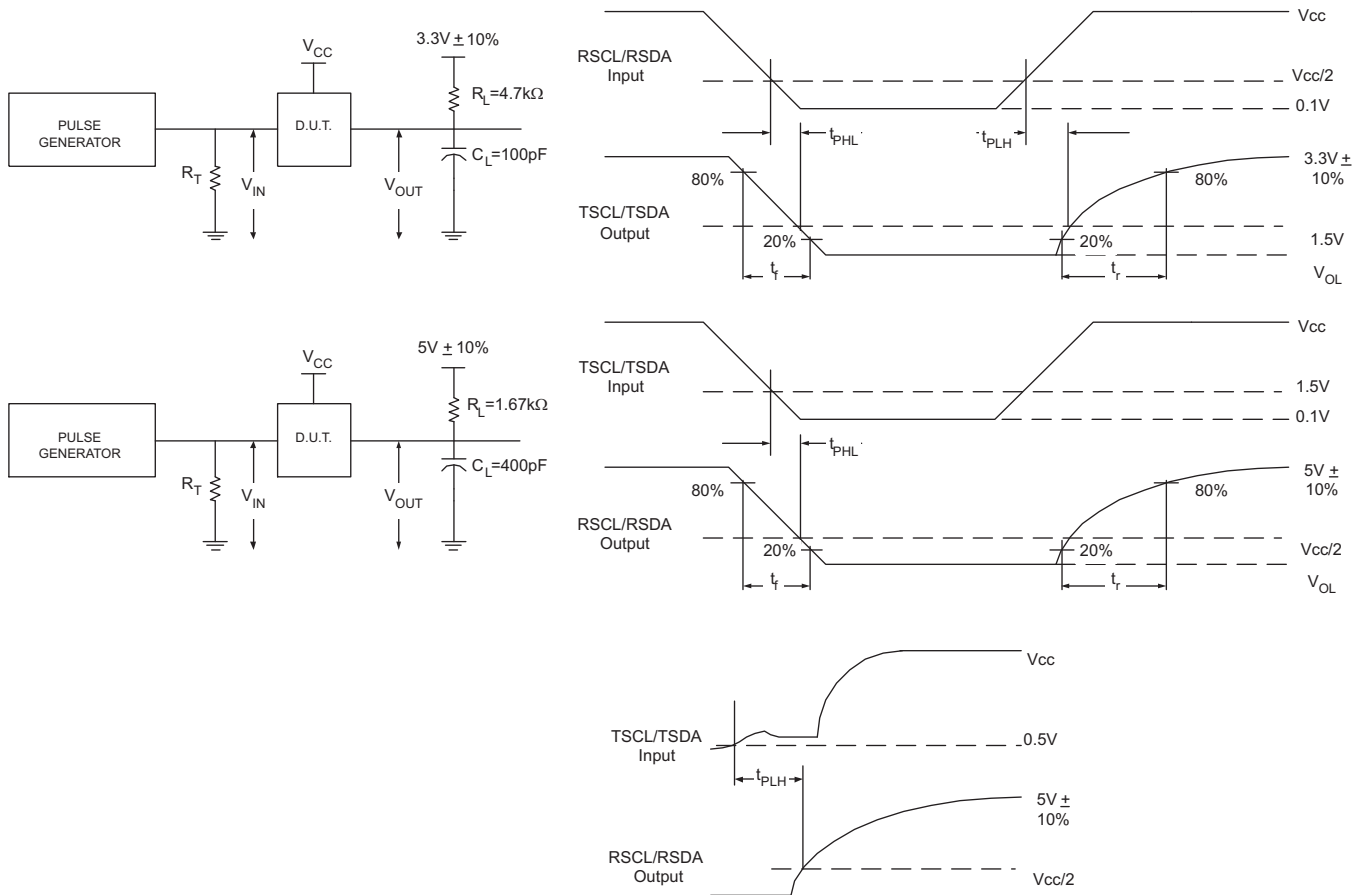 3.3V ± 10%
V_CC
R_L=4.7kΩ
PULSE
GENERATOR
D.U.T.
C_L=100pF
R_T
V_IN
V_OUT
Vcc
RSCL/RSDA
Input
Vcc/2
0.1V
t_PHL
t_PLH
80%
3.3V ±
10%
80%
TSCL/TSDA
Output
20%
20%
1.5V
t_f
t_r
V_OL
5V ± 10%
V_CC
R_L=1.67kΩ
PULSE
GENERATOR
D.U.T.
C_L=400pF
R_T
V_IN
V_OUT
Vcc
TSCL/TSDA
Input
1.5V
0.1V
t_PHL
80%
5V ±
10%
80%
RSCL/RSDA
Output
20%
20%
Vcc/2
t_f
t_r
V_OL
Vcc
TSCL/TSDA
Input
0.5V
t_PLH
5V ±
10%
RSCL/RSDA
Output
Vcc/2